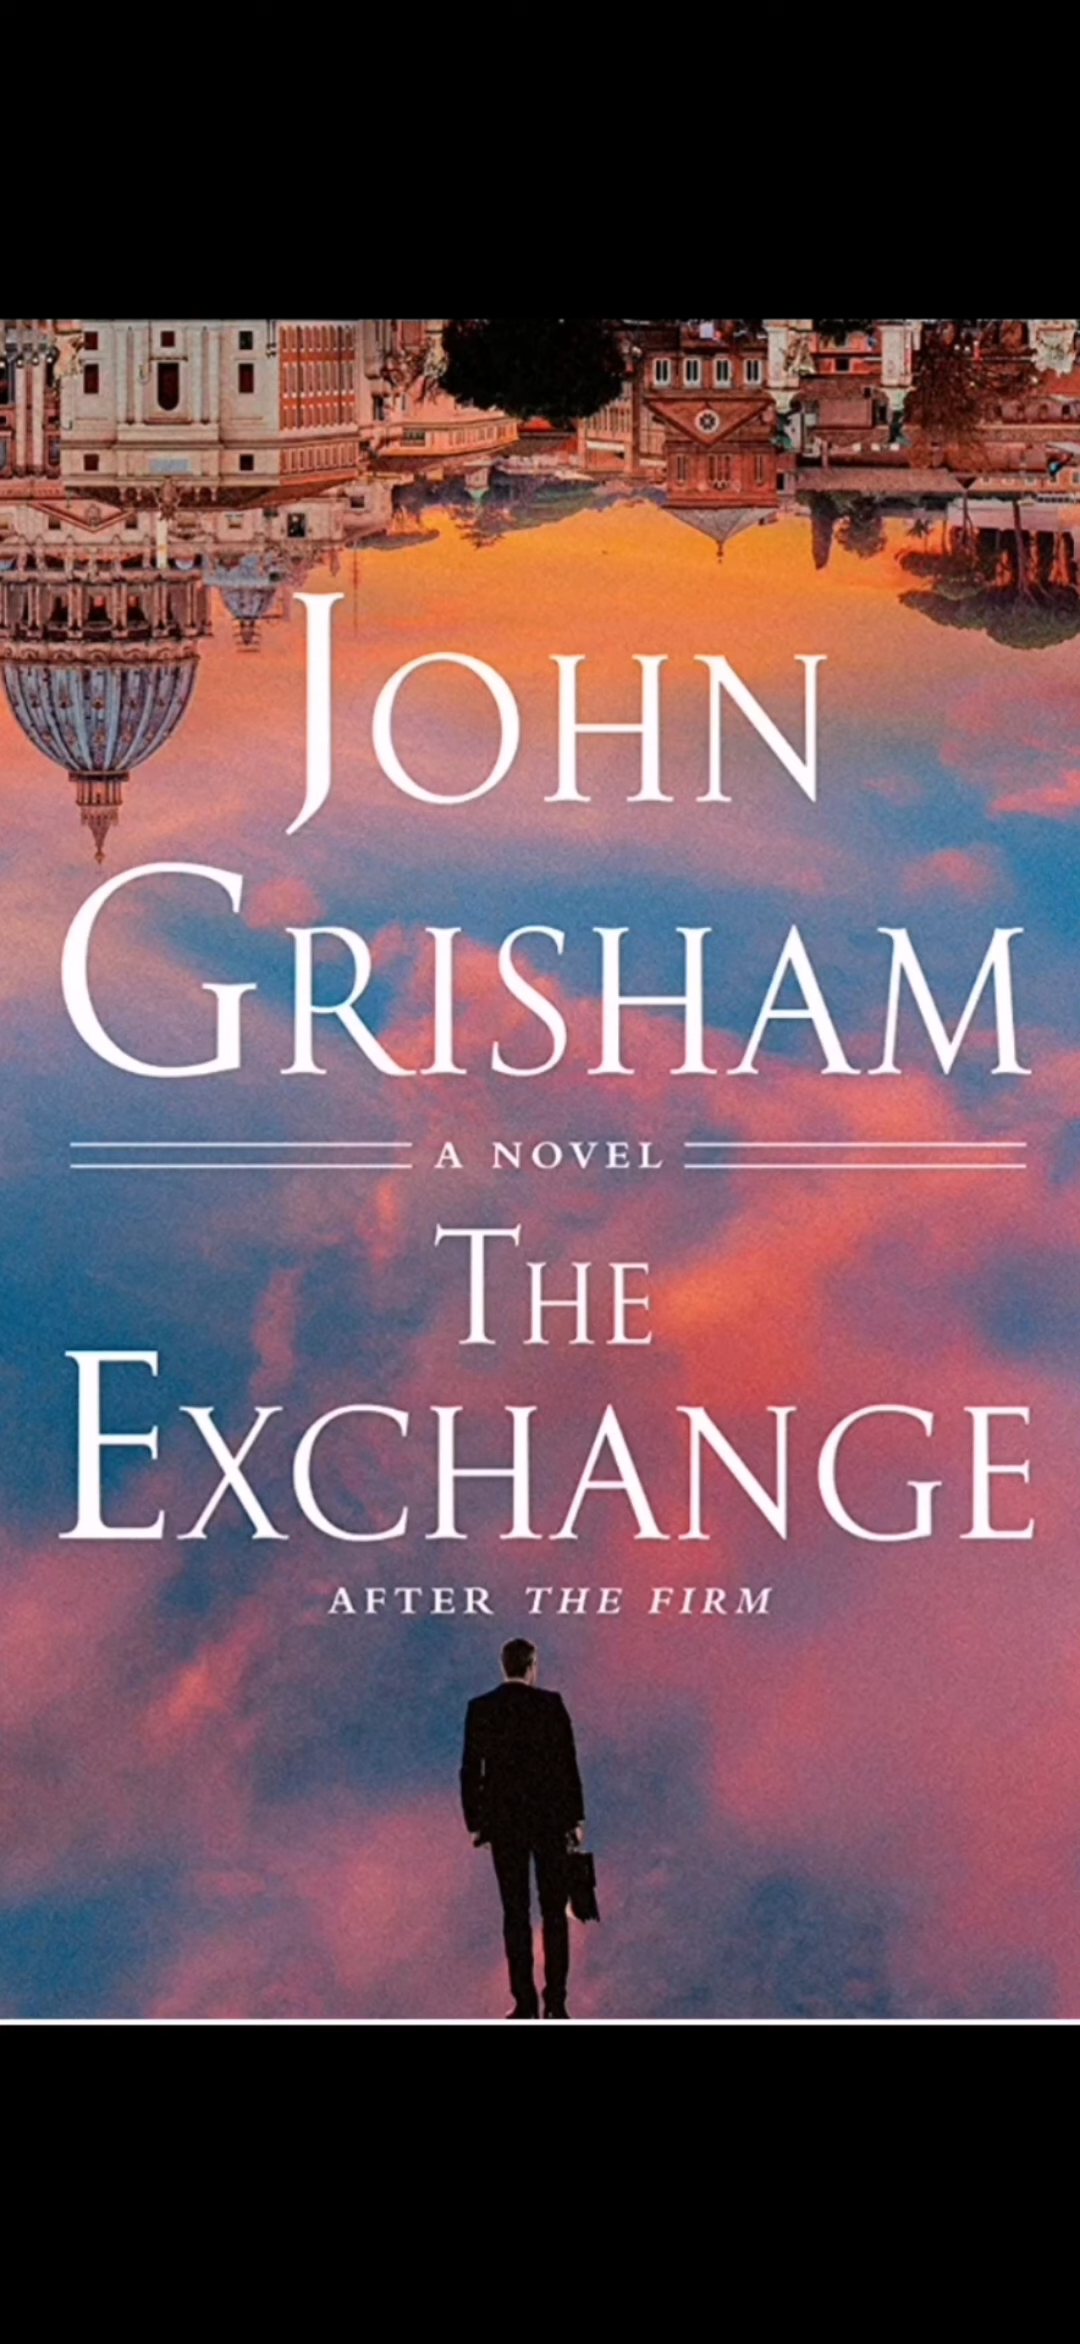 JOHN
GRISHAM
A NOVEL
THE
EXCHANGE
AFTER THE FIRM